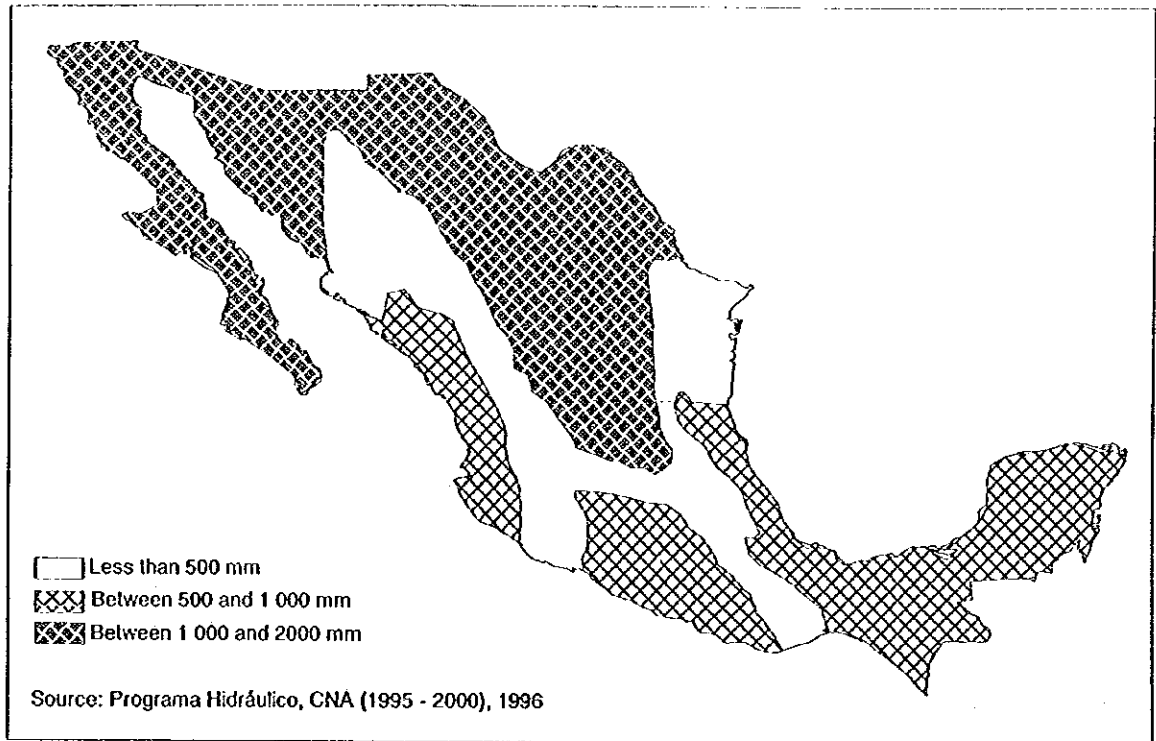 Less than 500 mm
Between 500 and 1 000 mm
Between 1 000 and 2000 mm
Source: Programa Hidráulico, CNA (1995 - 2000), 1996